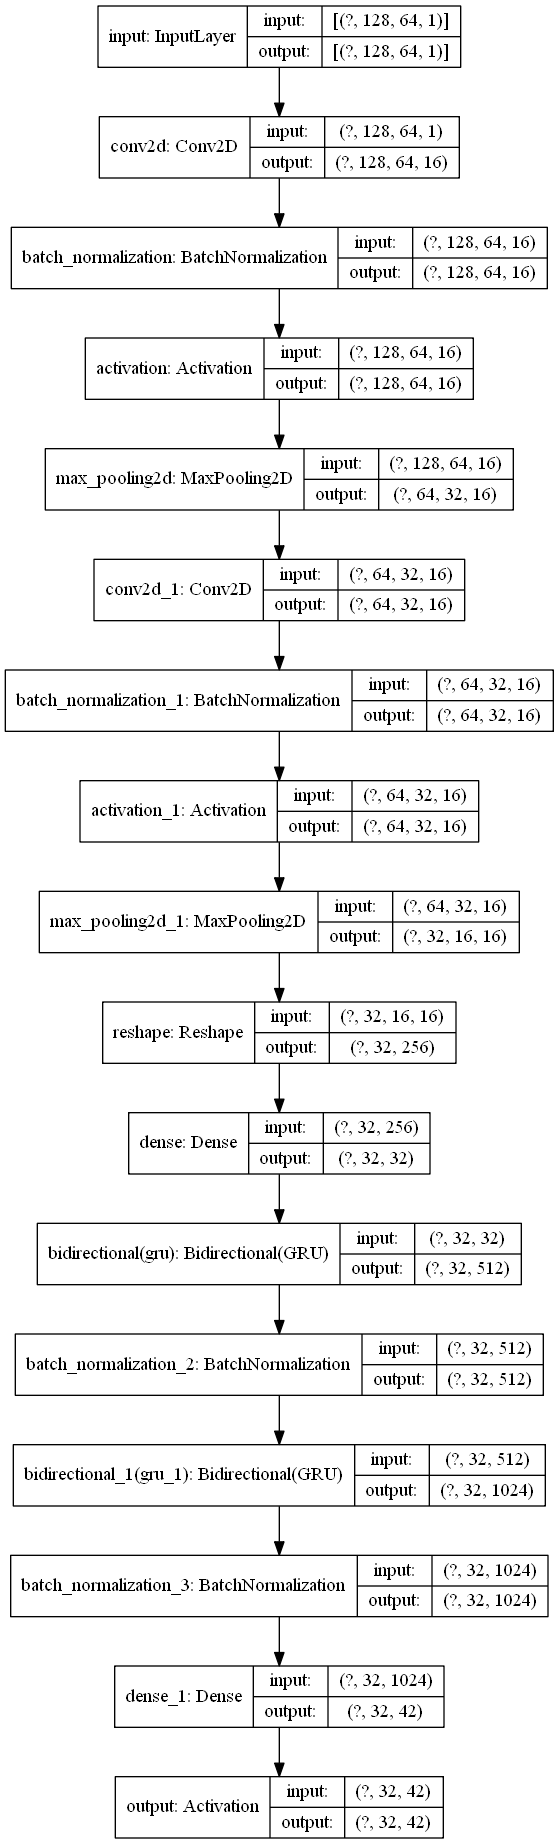 input: InputLayer
input: [(?, 128, 64, 1)]
output: [(?, 128, 64, 1)]
conv2d: Conv2D
input: (?, 128, 64, 1)
output: (?, 128, 64, 16)
batch_normalization: BatchNormalization
input: (?, 128, 64, 16)
output: (?, 128, 64, 16)
activation: Activation
input: (?, 128, 64, 16)
output: (?, 128, 64, 16)
max_pooling2d: MaxPooling2D
input: (?, 128, 64, 16)
output: (?, 64, 32, 16)
conv2d_1: Conv2D
input: (?, 64, 32, 16)
output: (?, 64, 32, 16)
batch_normalization_1: BatchNormalization
input: (?, 64, 32, 16)
output: (?, 64, 32, 16)
activation_1: Activation
input: (?, 64, 32, 16)
output: (?, 64, 32, 16)
max_pooling2d_1: MaxPooling2D
input: (?, 64, 32, 16)
output: (?, 32, 16, 16)
reshape: Reshape
input: (?, 32, 16, 16)
output: (?, 32, 256)
dense: Dense
input: (?, 32, 256)
output: (?, 32, 32)
bidirectional(gru): Bidirectional(GRU)
input: (?, 32, 32)
output: (?, 32, 512)
batch_normalization_2: BatchNormalization
input: (?, 32, 512)
output: (?, 32, 512)
bidirectional_1(gru_1): Bidirectional(GRU)
input: (?, 32, 512)
output: (?, 32, 1024)
batch_normalization_3: BatchNormalization
input: (?, 32, 1024)
output: (?, 32, 1024)
dense_1: Dense
input: (?, 32, 1024)
output: (?, 32, 42)
output: Activation
input: (?, 32, 42)
output: (?, 32, 42)